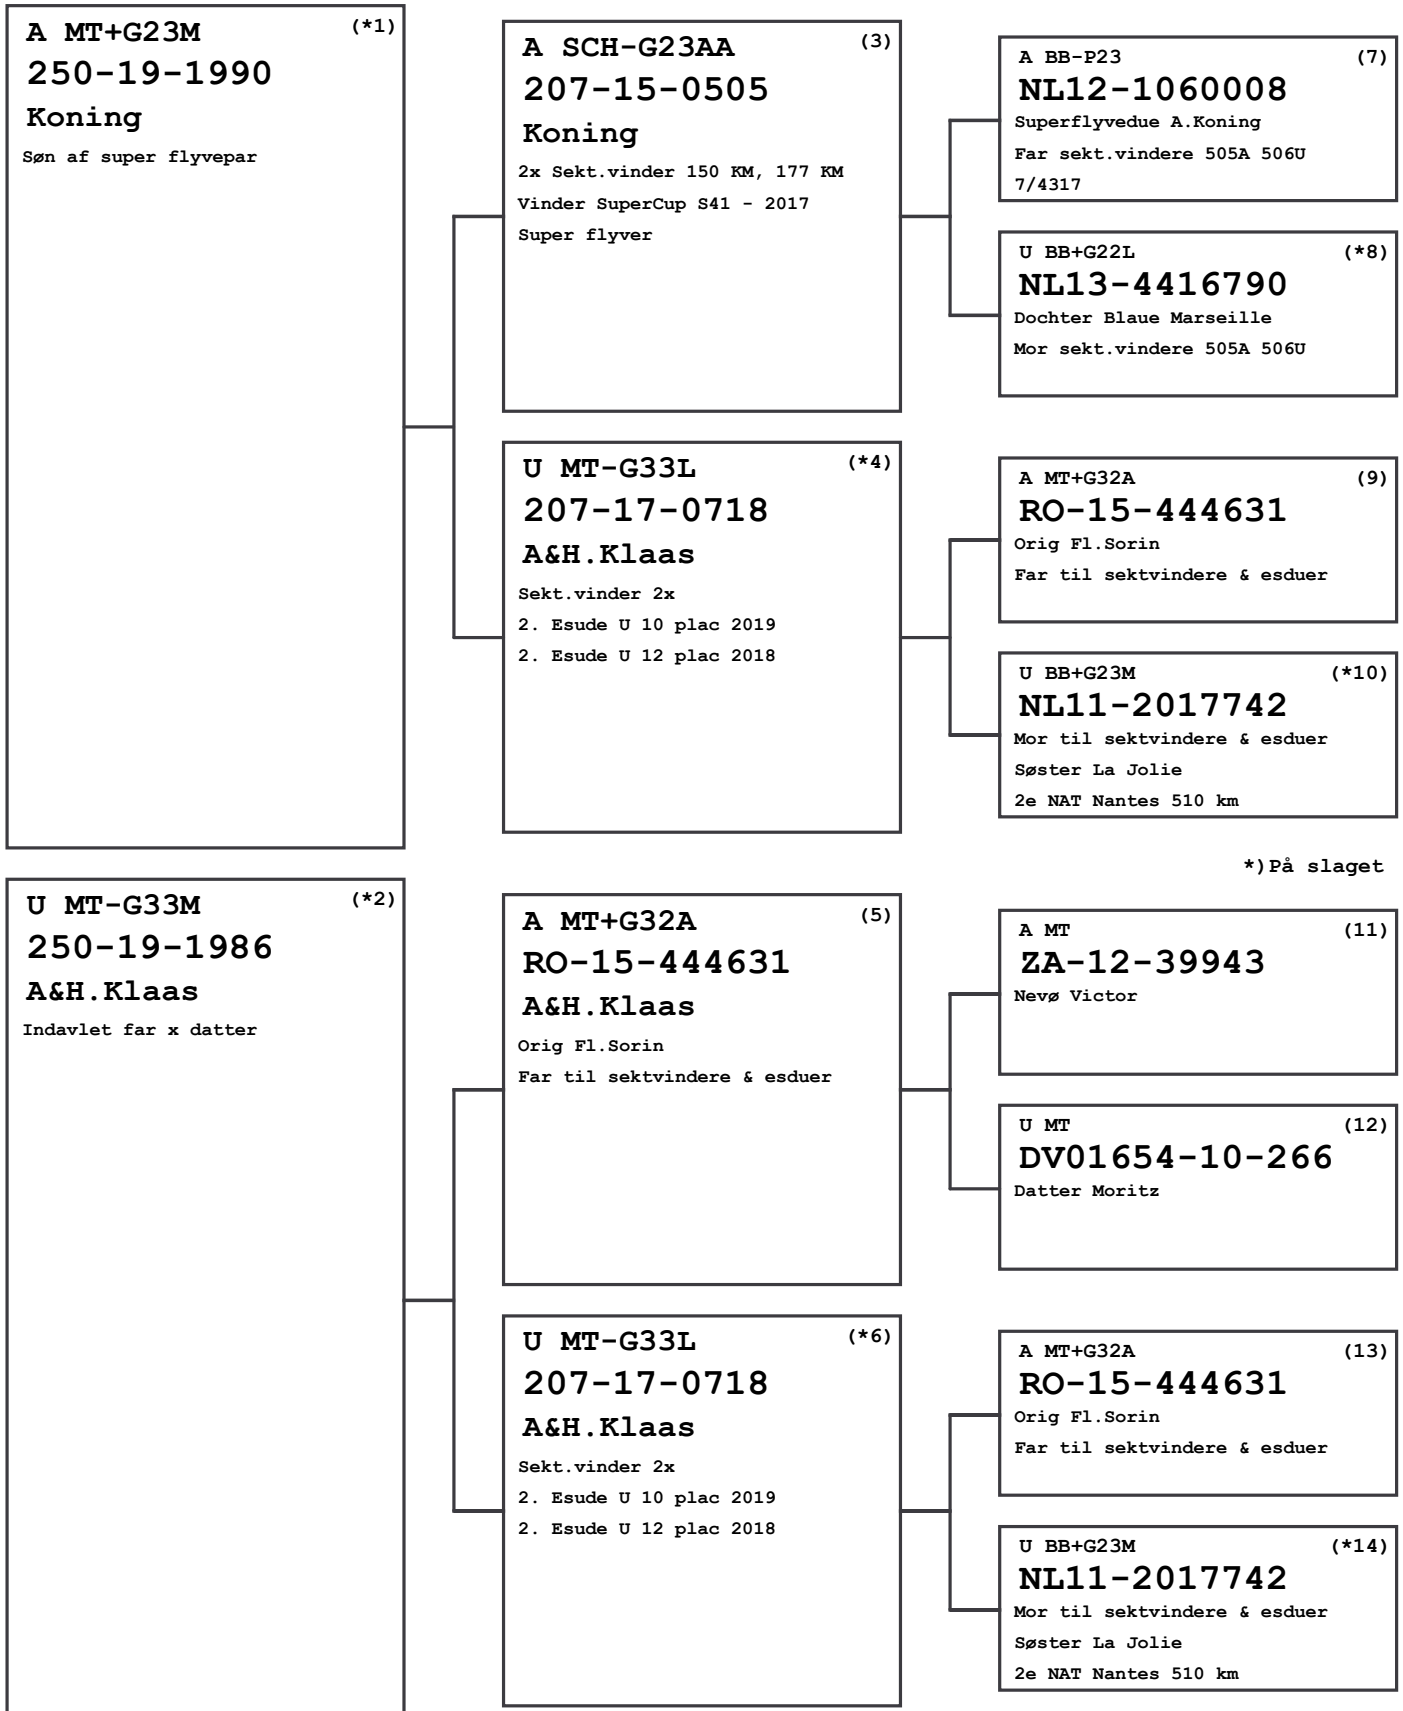 A MT+G23M (*1)
250-19-1990
Koning
Søn af super flyvepar
A SCH-G23AA (3)
207-15-0505
Koning
2x Sekt.vinder 150 KM, 177 KM
Vinder SuperCup S41 - 2017
Super flyver
A BB-P23 (7)
NL12-1060008
Superflyvedue A.Koning
Far sekt.vindere 505A 506U
7/4317
U BB+G22L (*8)
NL13-4416790
Dochter Blaue Marseille
Mor sekt.vindere 505A 506U
U MT-G33L (*4)
207-17-0718
A&H.Klaas
Sekt.vinder 2x
2. Esude U 10 plac 2019
2. Esude U 12 plac 2018
A MT+G32A (9)
RO-15-444631
Orig Fl.Sorin
Far til sektvindere & esduer
U BB+G23M (*10)
NL11-2017742
Mor til sektvindere & esduer
Søster La Jolie
2e NAT Nantes 510 km
*)På slaget
U MT-G33M (*2)
250-19-1986
A&H.Klaas
Indavlet far x datter
A MT+G32A (5)
RO-15-444631
A&H.Klaas
Orig Fl.Sorin
Far til sektvindere & esduer
A MT (11)
ZA-12-39943
Nevø Victor
U MT (12)
DV01654-10-266
Datter Moritz
U MT-G33L (*6)
207-17-0718
A&H.Klaas
Sekt.vinder 2x
2. Esude U 10 plac 2019
2. Esude U 12 plac 2018
A MT+G32A (13)
RO-15-444631
Orig Fl.Sorin
Far til sektvindere & esduer
U BB+G23M (*14)
NL11-2017742
Mor til sektvindere & esduer
Søster La Jolie
2e NAT Nantes 510 km